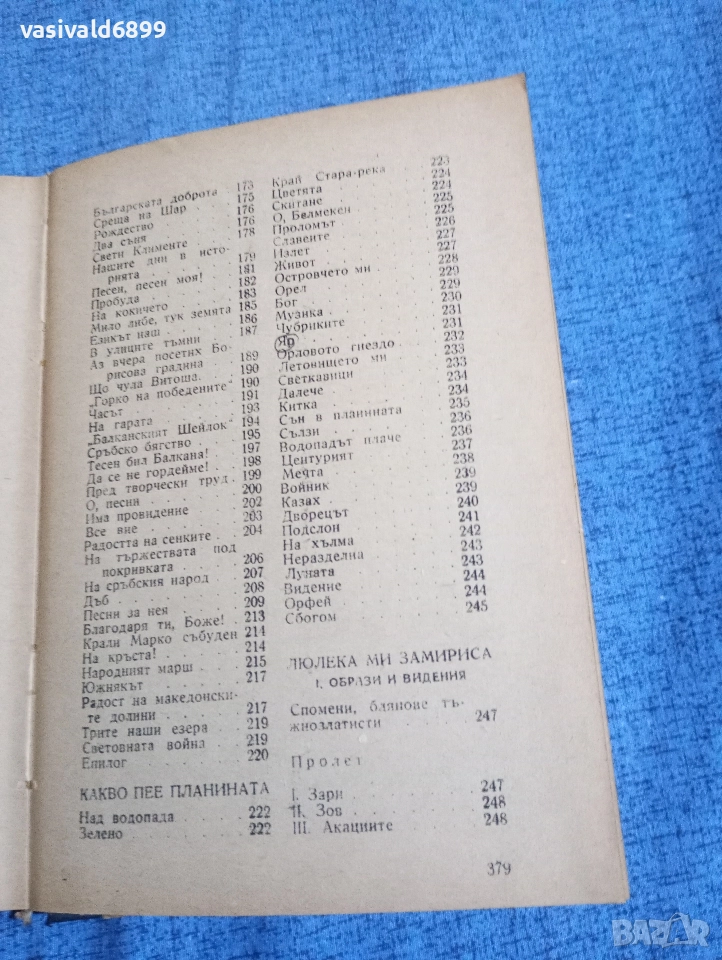 vasivald6899
Българската доброта 173
Среща на Шар 175
Рождество 176
Два съня 176
Свети Клименте 178
Нашите дни в исто-
рията 179
Песен, песен моя! 181
Пробуда 182
На кокичето 183
Мило либе, тук земята 185
Езикът наш 186
В улиците тъмни 187
Аз вчера посетих Бо-
рисова градина 189
Що чула Витоша 190
„Горко на победените" 190
Часът 191
На гарата 193
„Балканският Шейлок" 194
Сръбско бягство 195
Тесен бил Балкана! 197
Да се не гордейме! 198
Пред творчески труд 199
О, песни 200
Има провидение 202
Все вие 203
Радостта на сенките 204
На тържествата под
покривката 206
На сръбския народ 207
Дъб 208
Песни за нея 209
Благодаря ти, Боже! 213
Крали Марко събуден 214
На кръста! 214
Народният марш 215
Южнякът 217
Радост на македонски-
те долини 217
Трите наши езера 219
Световната война 219
Епилог 220
КАКВО ПЕЕ ПЛАНИНАТА
Над водопада 222
Зелено 222
Край Стара-река 223
Цветята 224
Скитане 224
О, Белмекен 225
Проломът 225
Славеите 226
Излет 227
Живот 227
Островчето ми 228
Орел 229
Бог 229
Музика 230
Чубриките 231
Яр 231
Орловото гнездо 232
Летонището ми 233
Светкавици 233
Далече 234
Китка 234
Сън в планината 235
Сълзи 236
Водопадът плаче 236
Центурият 237
Мечта 238
Войник 239
Казах 239
Дворецът 240
Подслон 241
На хълма 242
Неразделна 243
Луната 243
Видение 244
Орфей 244
Сбогом 245
ЛЮЛЕКА МИ ЗАМИРИСА
I. ОБРАЗИ И ВИДЕНИЯ
Спомени, блянове тъ-
жнозлатисти 247
Пролет
I. Зари 247
II. Зов 248
III. Акациите 248
379
BAZAR